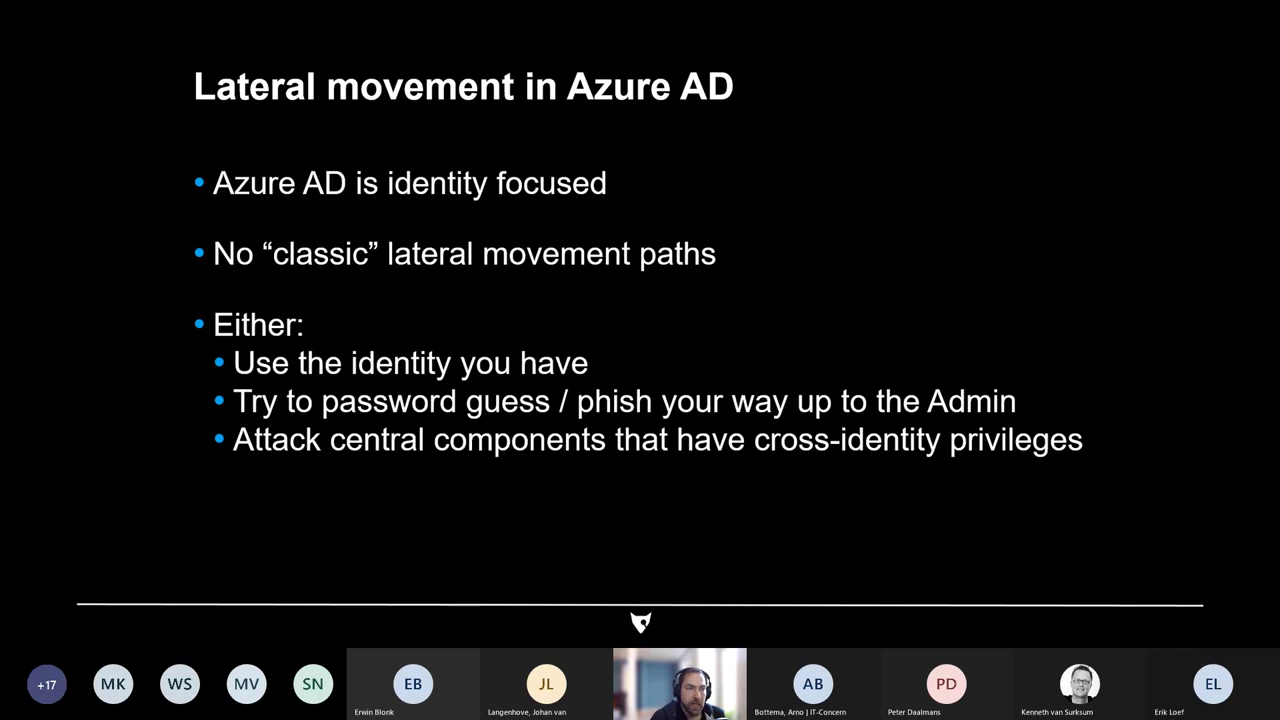 Lateral movement in Azure AD
• Azure AD is identity focused
• No “classic” lateral movement paths
• Either:
• Use the identity you have
• Try to password guess / phish your way up to the Admin
• Attack central components that have cross-identity privileges
+17
MK
WS
MV
SN
EB
JL
AB
PD
EL
Erwin Blonk
Langenhove, Johan van
Bottema, Arno | IT-Concern
Peter Daalmans
Kenneth van Surksum
Erik Loef